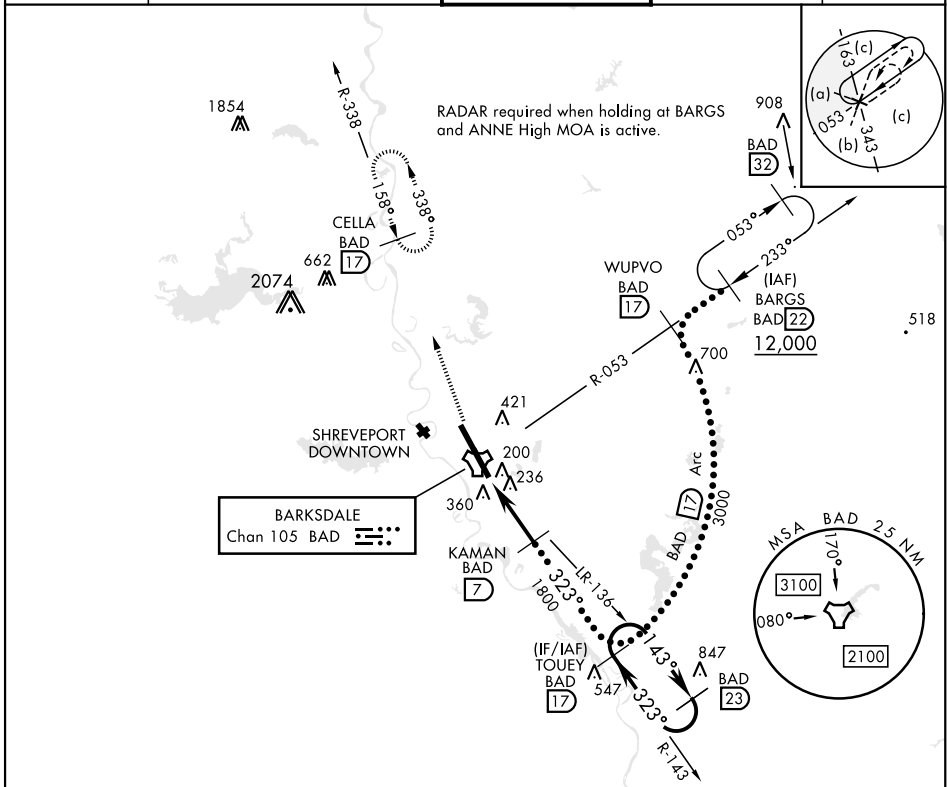 1854
R-338
158°
338°
RADAR required when holding at BARGS
and ANNE High MOA is active.
908
BAD
32
163
(c)
(a)
053
(b)
343
(c)
CELLA
BAD
17
662
2074
053°
233°
WUPVO
BAD
17
(IAF)
BARGS
BAD 22
12,000
518
R-053
700
421
SHREVEPORT
DOWNTOWN
200
236
360
BARKSDALE
Chan 105 BAD
BAD 17 Arc
3000
KAMAN
BAD
7
323°
1800
LR-136
(IF/IAF)
TOUEY
BAD
17
547
143°
323°
847
BAD
23
R-143
MSA BAD 25 NM
170°
3100
080°
2100